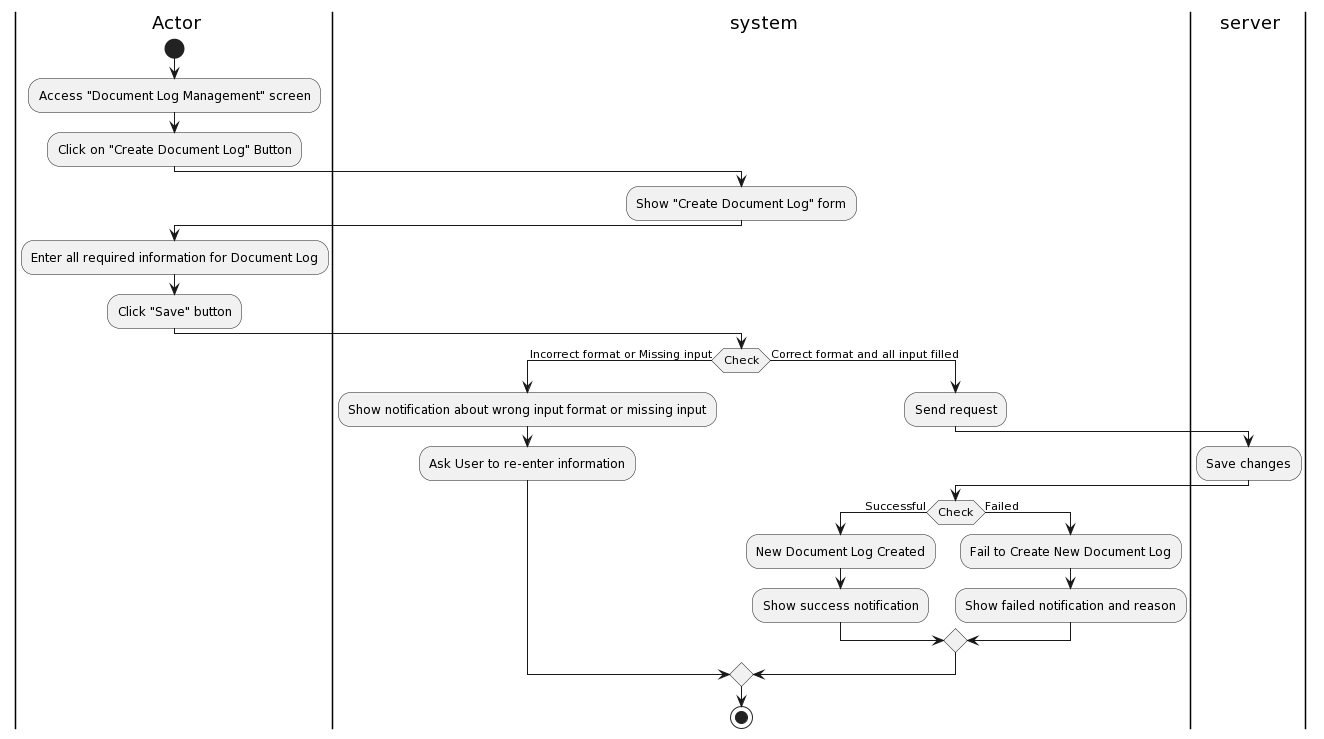 Actor
system
server
Access "Document Log Management" screen
Click on "Create Document Log" Button
Show "Create Document Log" form
Enter all required information for Document Log
Click "Save" button
Incorrect format or Missing input
Check
Correct format and all input filled
Show notification about wrong input format or missing input
Send request
Ask User to re-enter information
Save changes
Successful
Check
Failed
New Document Log Created
Fail to Create New Document Log
Show success notification
Show failed notification and reason